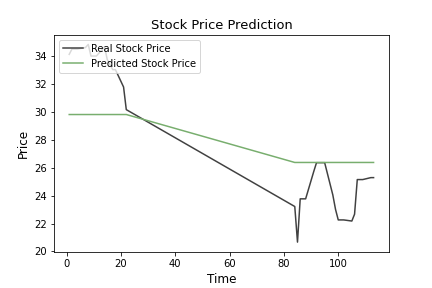 Stock Price Prediction
Real Stock Price
Predicted Stock Price
Price
34
32
30
28
26
24
22
20
0 20 40 60 80 100
Time